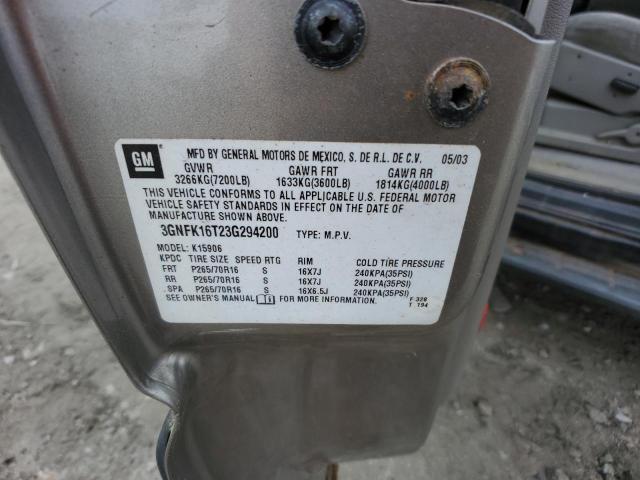 GM MFD BY GENERAL MOTORS DE MEXICO, S. DE R.L. DE C.V. 05/03
GVWR GAWR FRT GAWR RR
3266KG(7200LB) 1633KG(3600LB) 1814KG(4000LB)
THIS VEHICLE CONFORMS TO ALL APPLICABLE U.S. FEDERAL MOTOR
VEHICLE SAFETY STANDARDS IN EFFECT ON THE DATE OF
MANUFACTURE SHOWN ABOVE.
3GNFK16T23G294200 TYPE: M.P.V.
MODEL: K15906
KPDC TIRE SIZE SPEED RTG RIM COLD TIRE PRESSURE
FRT P265/70R16 S 16X7J 240KPA(35PSI)
RR P265/70R16 S 16X7J 240KPA(35PSI)
SPA P265/70R16 S 16X6.5J 240KPA(35PSI)
SEE OWNER'S MANUAL FOR MORE INFORMATION.
F 328
T 194